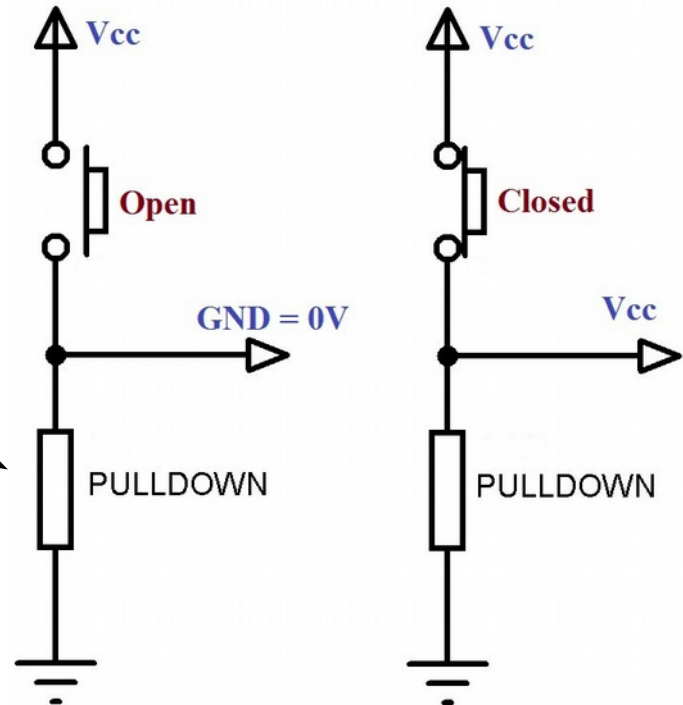 Vcc
Vcc
Open
Closed
GND = 0V
Vcc
PULLDOWN
PULLDOWN